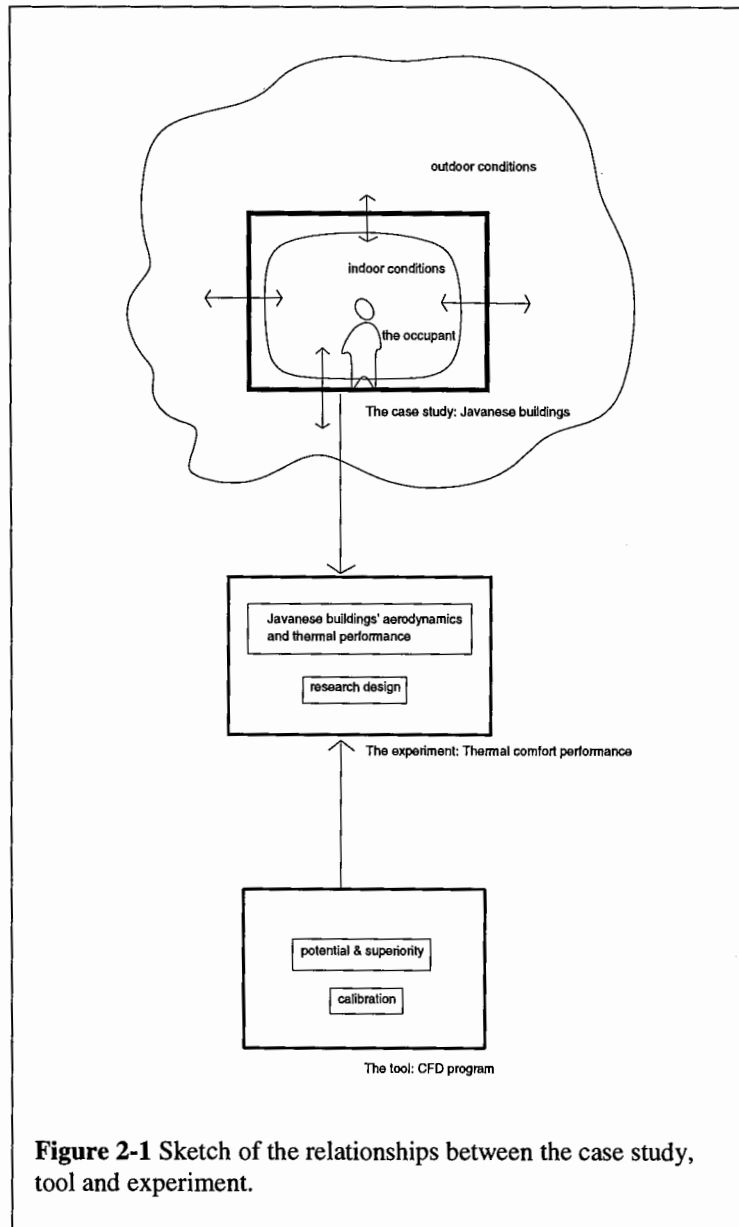 outdoor conditions
indoor conditions
the occupant
The case study: Javanese buildings
Javanese buildings' aerodynamics
and thermal performance
research design
The experiment: Thermal comfort performance
potential & superiority
calibration
The tool: CFD program
Figure 2-1 Sketch of the relationships between the case study,
tool and experiment.